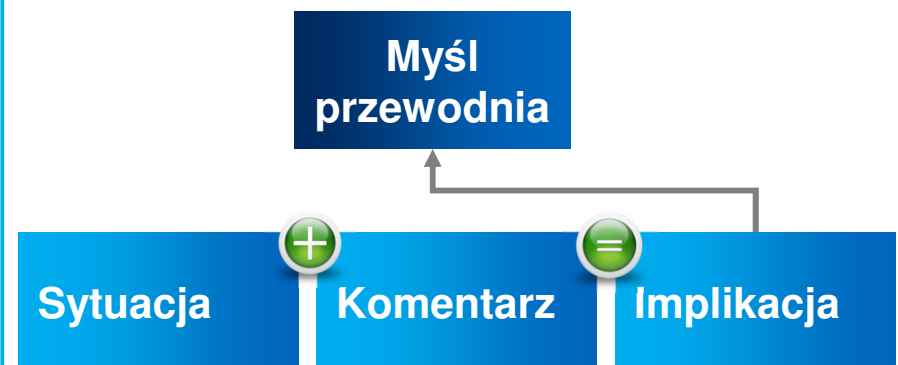 Myśl
przewodnia
+
=
Sytuacja
Komentarz
Implikacja